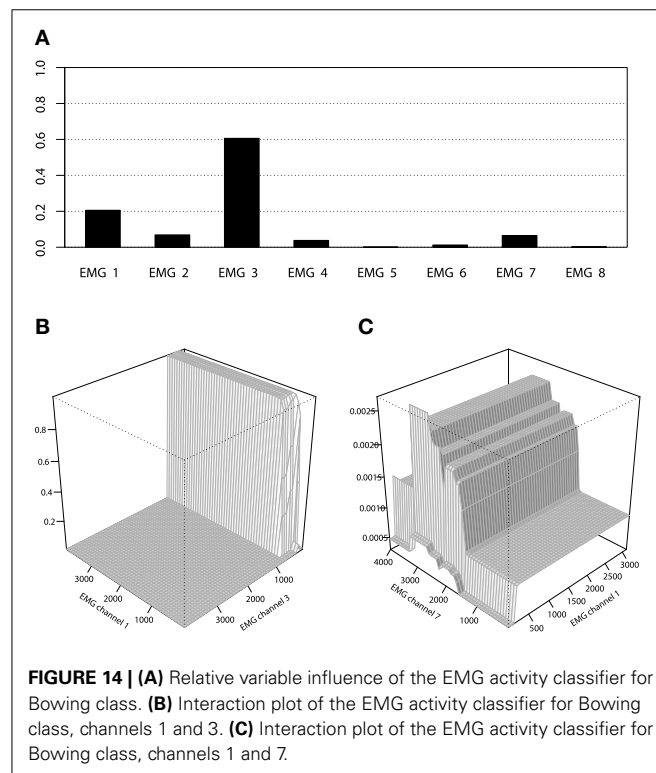 A
1.0
0.8
0.6
0.4
0.2
0.0
EMG 1 EMG 2 EMG 3 EMG 4 EMG 5 EMG 6 EMG 7 EMG 8
B
0.8
0.6
0.4
0.2
3000
2000
1000
EMG channel 1
1000
2000
3000
EMG channel 3
C
0.0025
0.0020
0.0015
0.0010
0.0005
4000
3000
2000
1000
EMG channel 7
3000
2500
2000
1500
1000
500
EMG channel 1
FIGURE 14 | (A) Relative variable influence of the EMG activity classifier for
Bowing class. (B) Interaction plot of the EMG activity classifier for Bowing
class, channels 1 and 3. (C) Interaction plot of the EMG activity classifier for
Bowing class, channels 1 and 7.